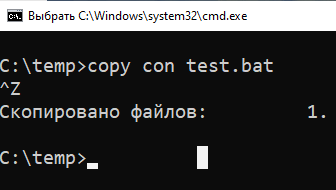 Выбрать C:\Windows\system32\cmd.exe
C:\temp>copy con test.bat
^Z
Скопировано файлов:         1.
C:\temp>